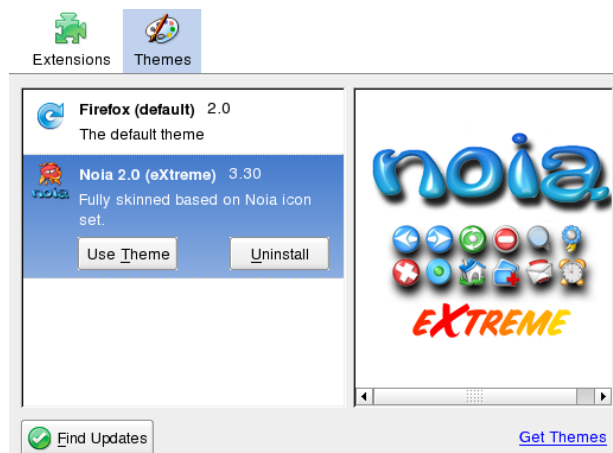 Extensions Themes
Firefox (default) 2.0
The default theme
noia
Noia 2.0 (eXtreme) 3.30
Fully skinned based on Noia icon
set.
Use Theme Uninstall
noia
eXTREME
Find Updates
Get Themes